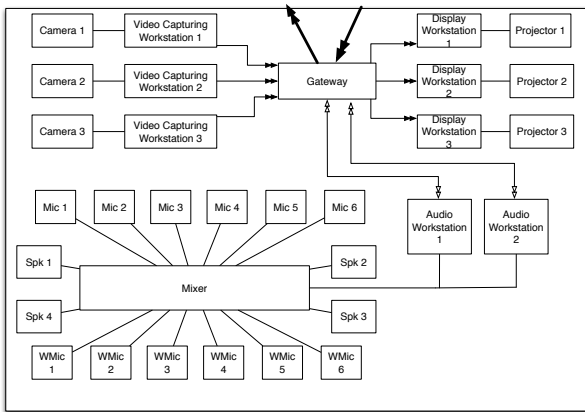 Camera 1
Video Capturing
Workstation 1
Display
Workstation
1
Projector 1
Camera 2
Video Capturing
Workstation 2
Gateway
Display
Workstation
2
Projector 2
Camera 3
Video Capturing
Workstation 3
Display
Workstation
3
Projector 3
Mic 1
Mic 2
Mic 3
Mic 4
Mic 5
Mic 6
Audio
Workstation
1
Audio
Workstation
2
Spk 1
Spk 2
Mixer
Spk 4
Spk 3
WMic
1
WMic
2
WMic
3
WMic
4
WMic
5
WMic
6